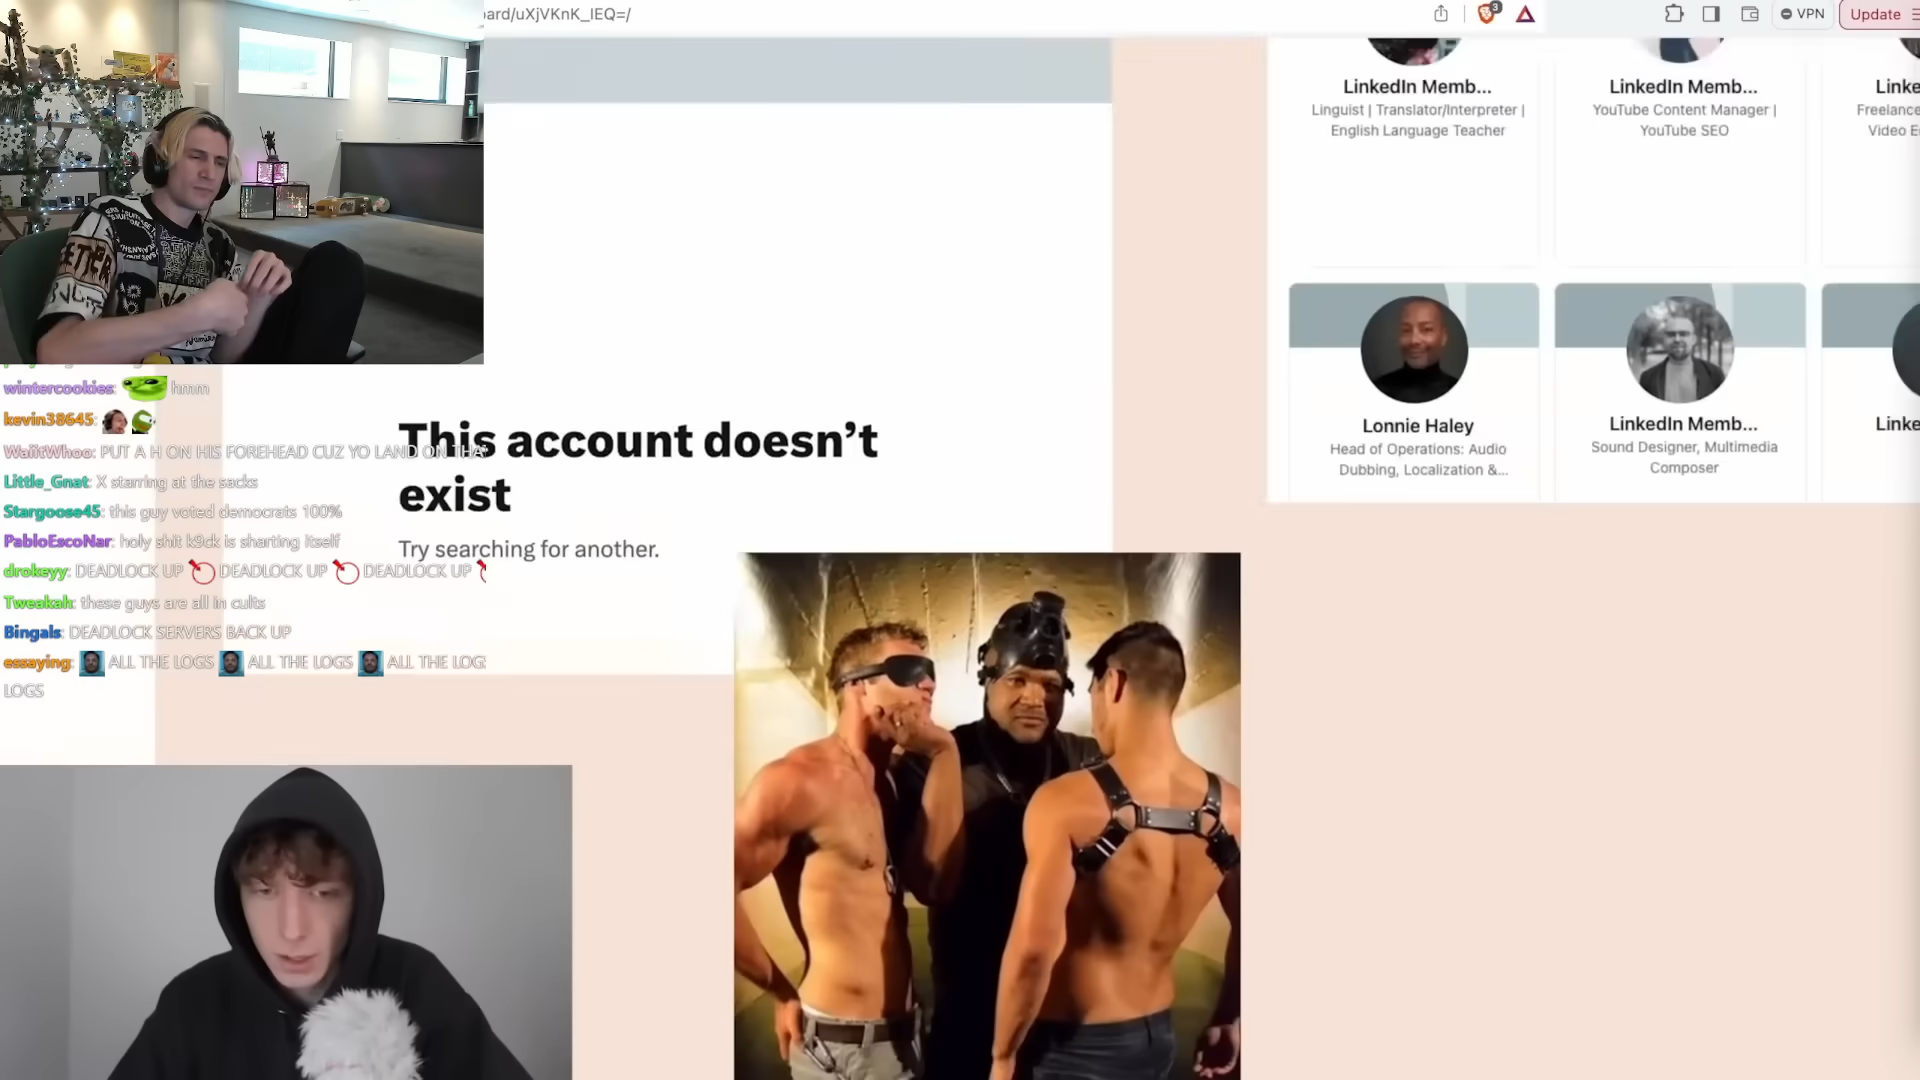 oard/uXjVKnK_lEQ=/
VPN
Update
LinkedIn Memb...
Linguist | Translator/Interpreter |
English Language Teacher
LinkedIn Memb...
YouTube Content Manager |
YouTube SEO
Linke
Freelance
Video E
Lonnie Haley
Head of Operations: Audio
Dubbing, Localization &...
LinkedIn Memb...
Sound Designer, Multimedia
Composer
Linke
This account doesn’t
exist
Try searching for another.
wintercookies: hmm
kevin38645:
WaiitWhoo: PUT A H ON HIS FOREHEAD CUZ YO LAND ON THA
Little_Gnat: X starring at the sacks
Stargoose45: this guy voted democrats 100%
PabloEscoNar: holy shit k9ck is sharting itself
drokeyy: DEADLOCK UP DEADLOCK UP DEADLOCK UP
Tweakah: these guys are all in cults
Bingals: DEADLOCK SERVERS BACK UP
essaying: ALL THE LOGS ALL THE LOGS ALL THE LOG
LOGS